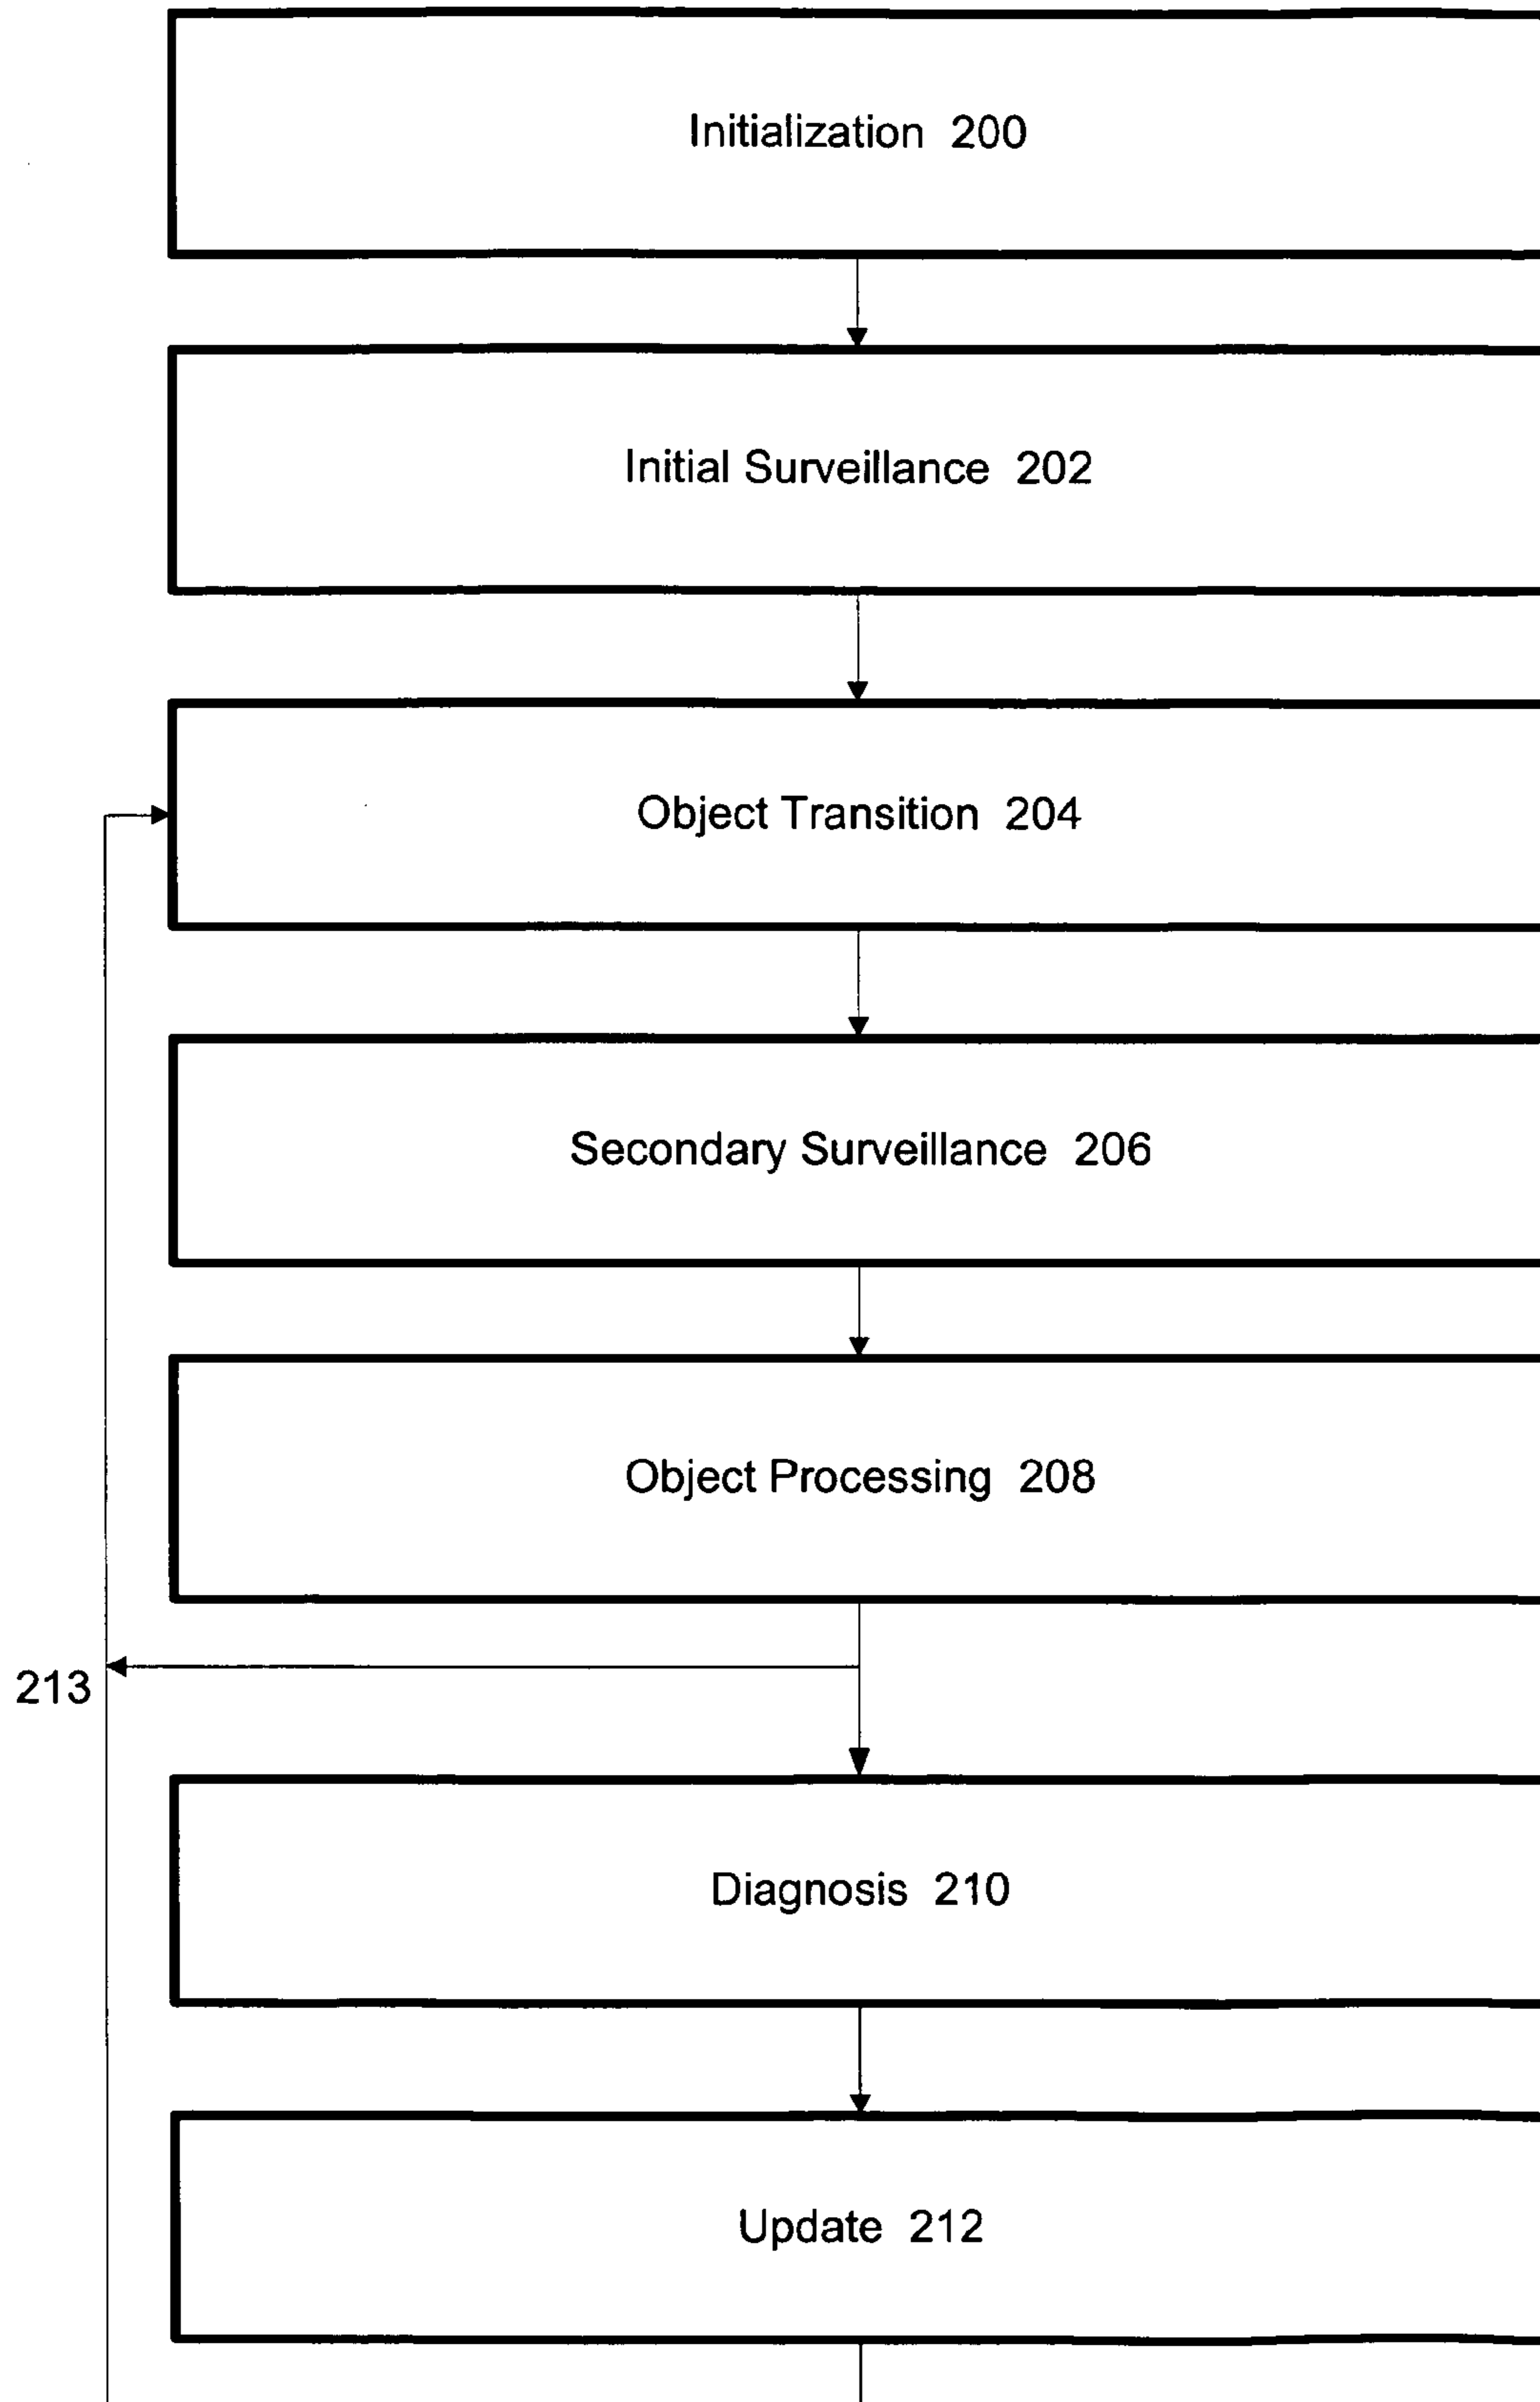 Initialization 200
Initial Surveillance 202
Object Transition 204
Secondary Surveillance 206
Object Processing 208
213
Diagnosis 210
Update 212